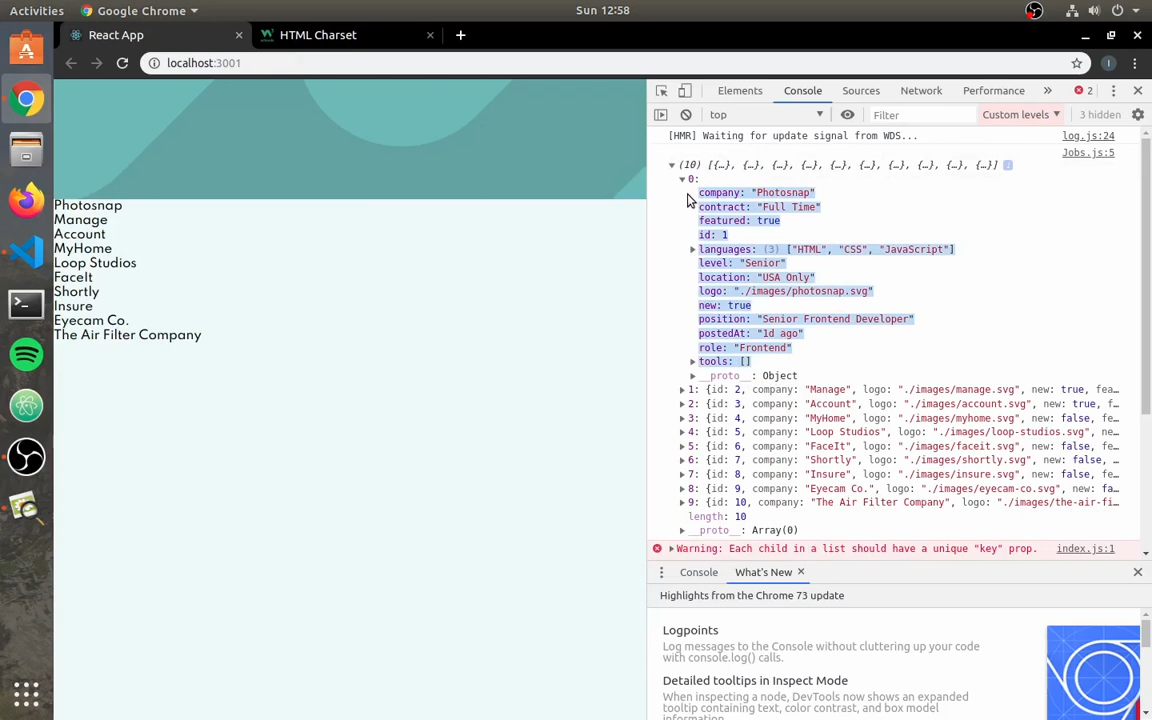 Activities Google Chrome Sun 12:58
React App HTML Charset
localhost:3001
Elements Console Sources Network Performance » 2
top Filter Custom levels 3 hidden
[HMR] Waiting for update signal from WDS... log.js:24
Jobs.js:5
(10) [{…}, {…}, {…}, {…}, {…}, {…}, {…}, {…}, {…}, {…}]
0:
company: "Photosnap"
contract: "Full Time"
featured: true
id: 1
languages: (3) ["HTML", "CSS", "JavaScript"]
level: "Senior"
location: "USA Only"
logo: "./images/photosnap.svg"
new: true
position: "Senior Frontend Developer"
postedAt: "1d ago"
role: "Frontend"
tools: []
__proto__: Object
1: {id: 2, company: "Manage", logo: "./images/manage.svg", new: true, fea…
2: {id: 3, company: "Account", logo: "./images/account.svg", new: true, f…
3: {id: 4, company: "MyHome", logo: "./images/myhome.svg", new: false, fe…
4: {id: 5, company: "Loop Studios", logo: "./images/loop-studios.svg", ne…
5: {id: 6, company: "FaceIt", logo: "./images/faceit.svg", new: false, fe…
6: {id: 7, company: "Shortly", logo: "./images/shortly.svg", new: false, …
7: {id: 8, company: "Insure", logo: "./images/insure.svg", new: false, fe…
8: {id: 9, company: "Eyecam Co.", logo: "./images/eyecam-co.svg", new: fa…
9: {id: 10, company: "The Air Filter Company", logo: "./images/the-air-fi…
length: 10
__proto__: Array(0)
Warning: Each child in a list should have a unique "key" prop. index.js:1
Console What's New
Highlights from the Chrome 73 update
Logpoints
Log messages to the Console without cluttering up your code
with console.log() calls.
Detailed tooltips in Inspect Mode
When inspecting a node, DevTools now shows an expanded
tooltip containing text, color contrast, and box model
information.
Photosnap
Manage
Account
MyHome
Loop Studios
FaceIt
Shortly
Insure
Eyecam Co.
The Air Filter Company